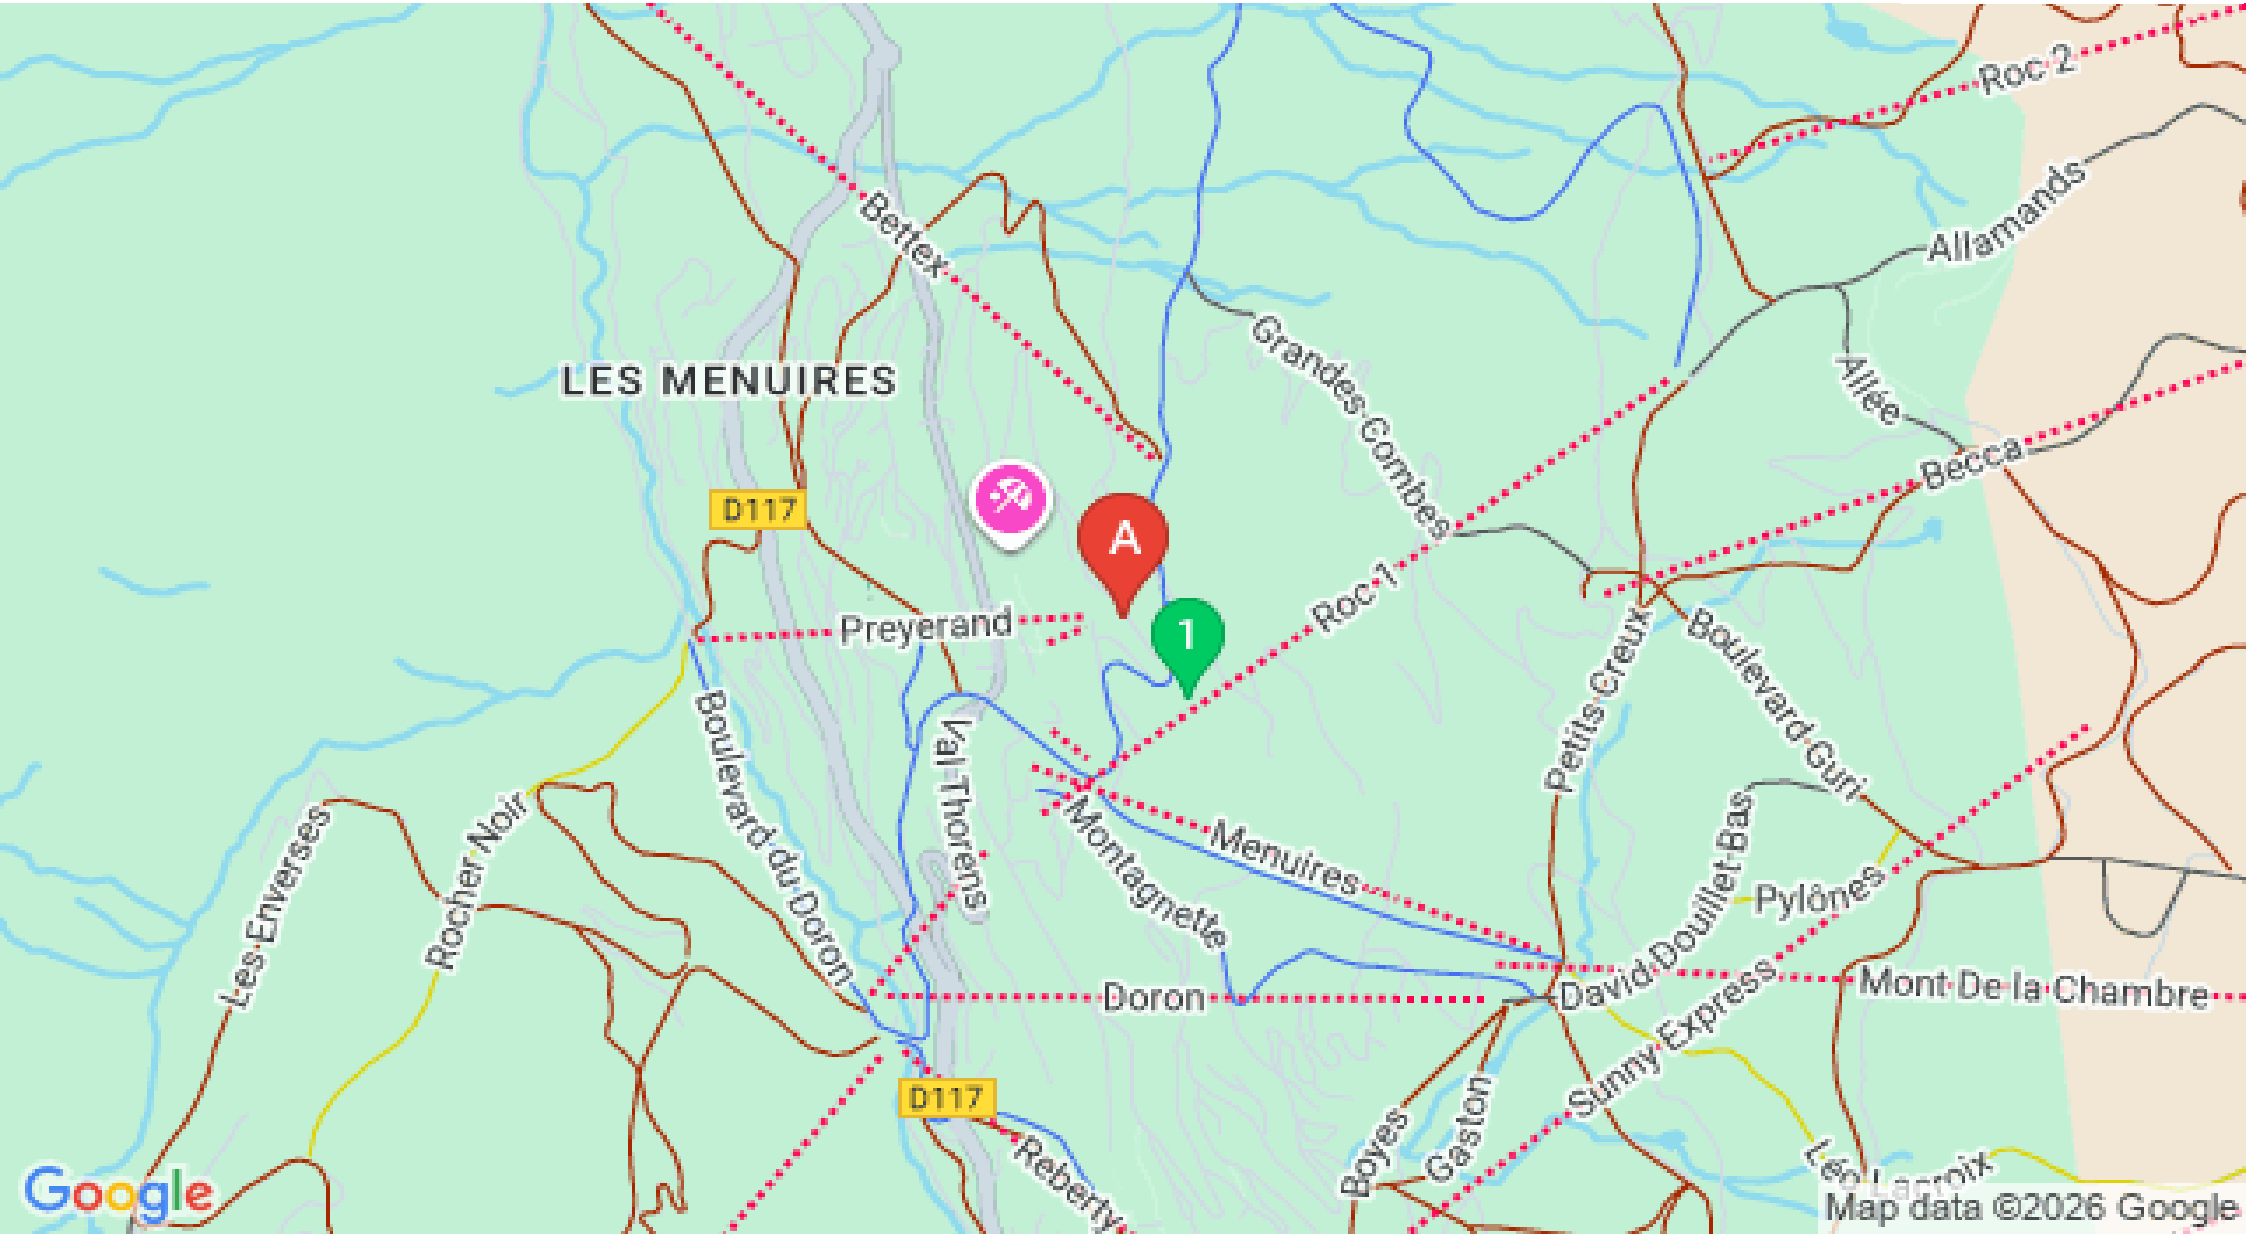 Roc 2
Allamands
Bettex
Grandes Combes
LES MENUIRES
Allée
Becca
D117
A
Roc 1
1
Preyerand
Petits Creux
Boulevard Guri
Boulevard du Doron
Val Thorens
Les Enverses
Rocher Noir
Montagnette
Menuires
David Douillet Bas
Pylônes
Doron
Sunny Express
Mont De la Chambre
D117
Reberty
Boyes
Gaston
Léo Lacroix
Google
Map data ©2026 Google